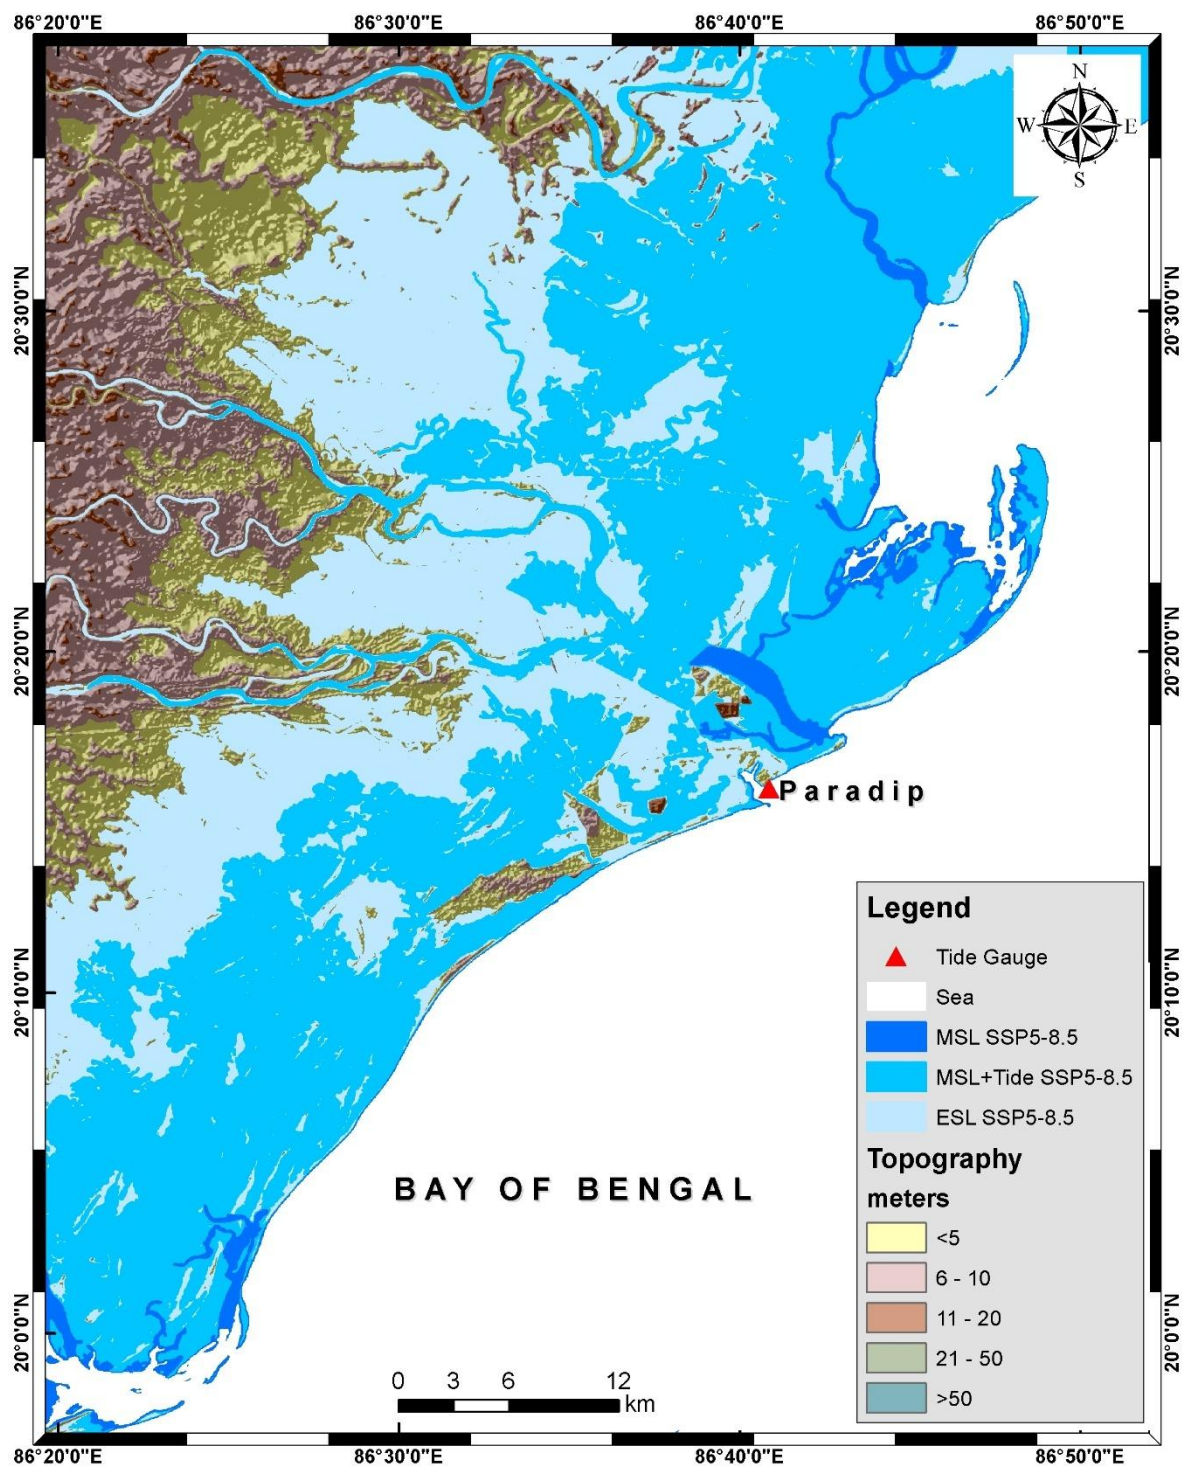 86°20'0"E 86°30'0"E 86°40'0"E 86°50'0"E
N
W E
S
20°30'0"N 20°30'0"N
20°20'0"N 20°20'0"N
Paradip
Legend
Tide Gauge
Sea
MSL SSP5-8.5
MSL+Tide SSP5-8.5
ESL SSP5-8.5
Topography
meters
<5
6 - 10
11 - 20
21 - 50
>50
20°10'0"N 20°10'0"N
BAY OF BENGAL
20°0'0"N 20°0'0"N
0 3 6 12
km
86°20'0"E 86°30'0"E 86°40'0"E 86°50'0"E